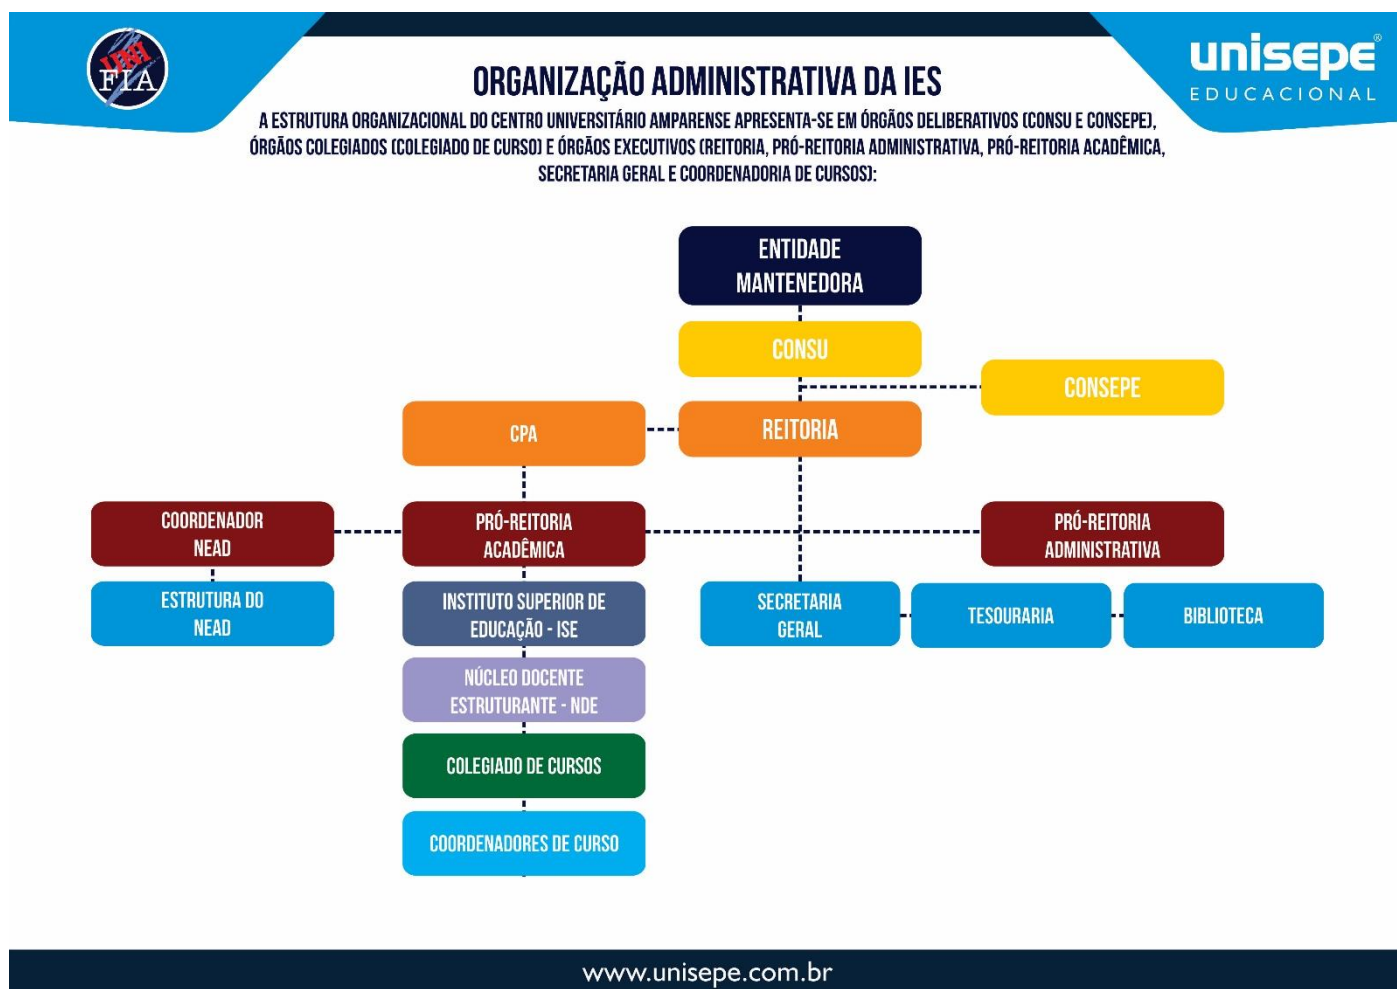 UNI
FIA
unisepe®
EDUCACIONAL
ORGANIZAÇÃO ADMINISTRATIVA DA IES
A ESTRUTURA ORGANIZACIONAL DO CENTRO UNIVERSITÁRIO AMPARENSE APRESENTA-SE EM ÓRGÃOS DELIBERATIVOS (CONSU E CONSEPE),
ÓRGÃOS COLEGIADOS (COLEGIADO DE CURSO) E ÓRGÃOS EXECUTIVOS (REITORIA, PRÓ-REITORIA ADMINISTRATIVA, PRÓ-REITORIA ACADÊMICA,
SECRETARIA GERAL E COORDENADORIA DE CURSOS):
ENTIDADE
MANTENEDORA
CONSU
CONSEPE
CPA
REITORIA
COORDENADOR
NEAD
PRÓ-REITORIA
ACADÊMICA
PRÓ-REITORIA
ADMINISTRATIVA
ESTRUTURA DO
NEAD
INSTITUTO SUPERIOR DE
EDUCAÇÃO - ISE
SECRETARIA
GERAL
TESOURARIA
BIBLIOTECA
NÚCLEO DOCENTE
ESTRUTURANTE - NDE
COLEGIADO DE CURSOS
COORDENADORES DE CURSO
www.unisepe.com.br